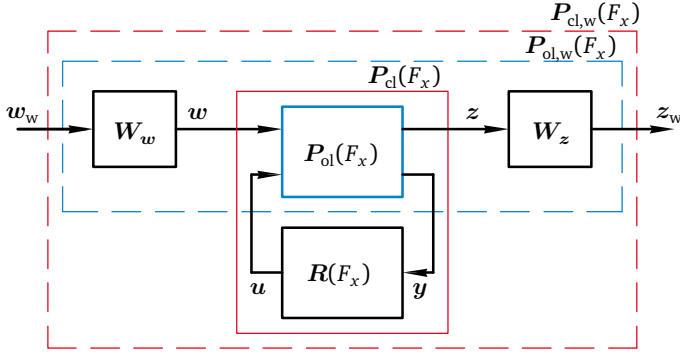 P_cl,w(F_x)
P_ol,w(F_x)
P_cl(F_x)
w_w W_w w P_ol(F_x) z W_z z_w
u R(F_x) y